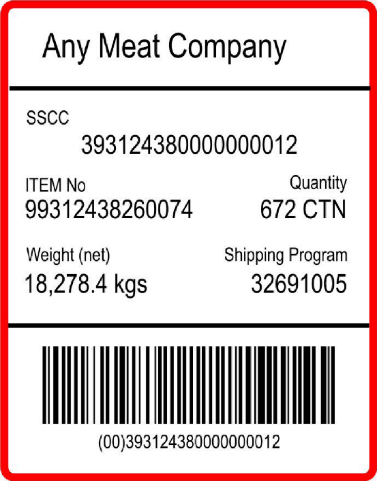 Any Meat Company
SSCC
393124380000000012
ITEM No Quantity
99312438260074 672 CTN
Weight (net) Shipping Program
18,278.4 kgs 32691005
(00)393124380000000012